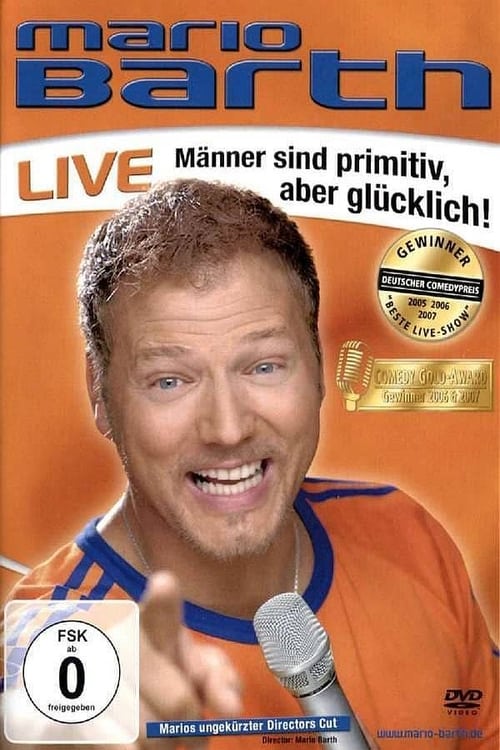 mario
Barth
LIVE
Männer sind primitiv,
aber glücklich!
GEWINNER
DEUTSCHER COMEDYPREIS
2005 2006
2007
"BESTE LIVE-SHOW"
COMEDY GOLD-AWARD
Gewinner 2006 & 2007
FSK
ab
0
freigegeben
Marios ungekürzter Directors Cut
Director: Mario Barth
DVD
VIDEO
www.mario-barth.de